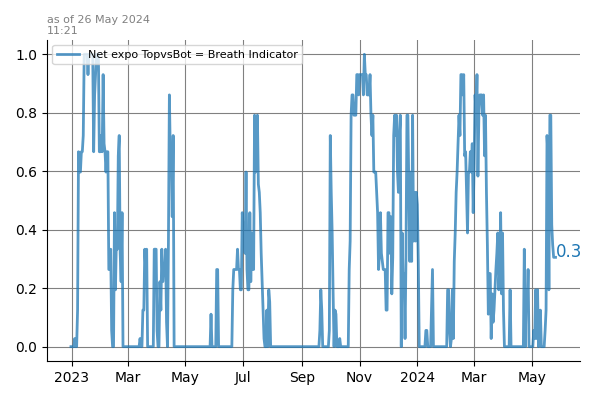 as of 26 May 2024
11:21
Net expo TopvsBot = Breath Indicator
1.0
0.8
0.6
0.4
0.2
0.0
0.3
2023 Mar May Jul Sep Nov 2024 Mar May